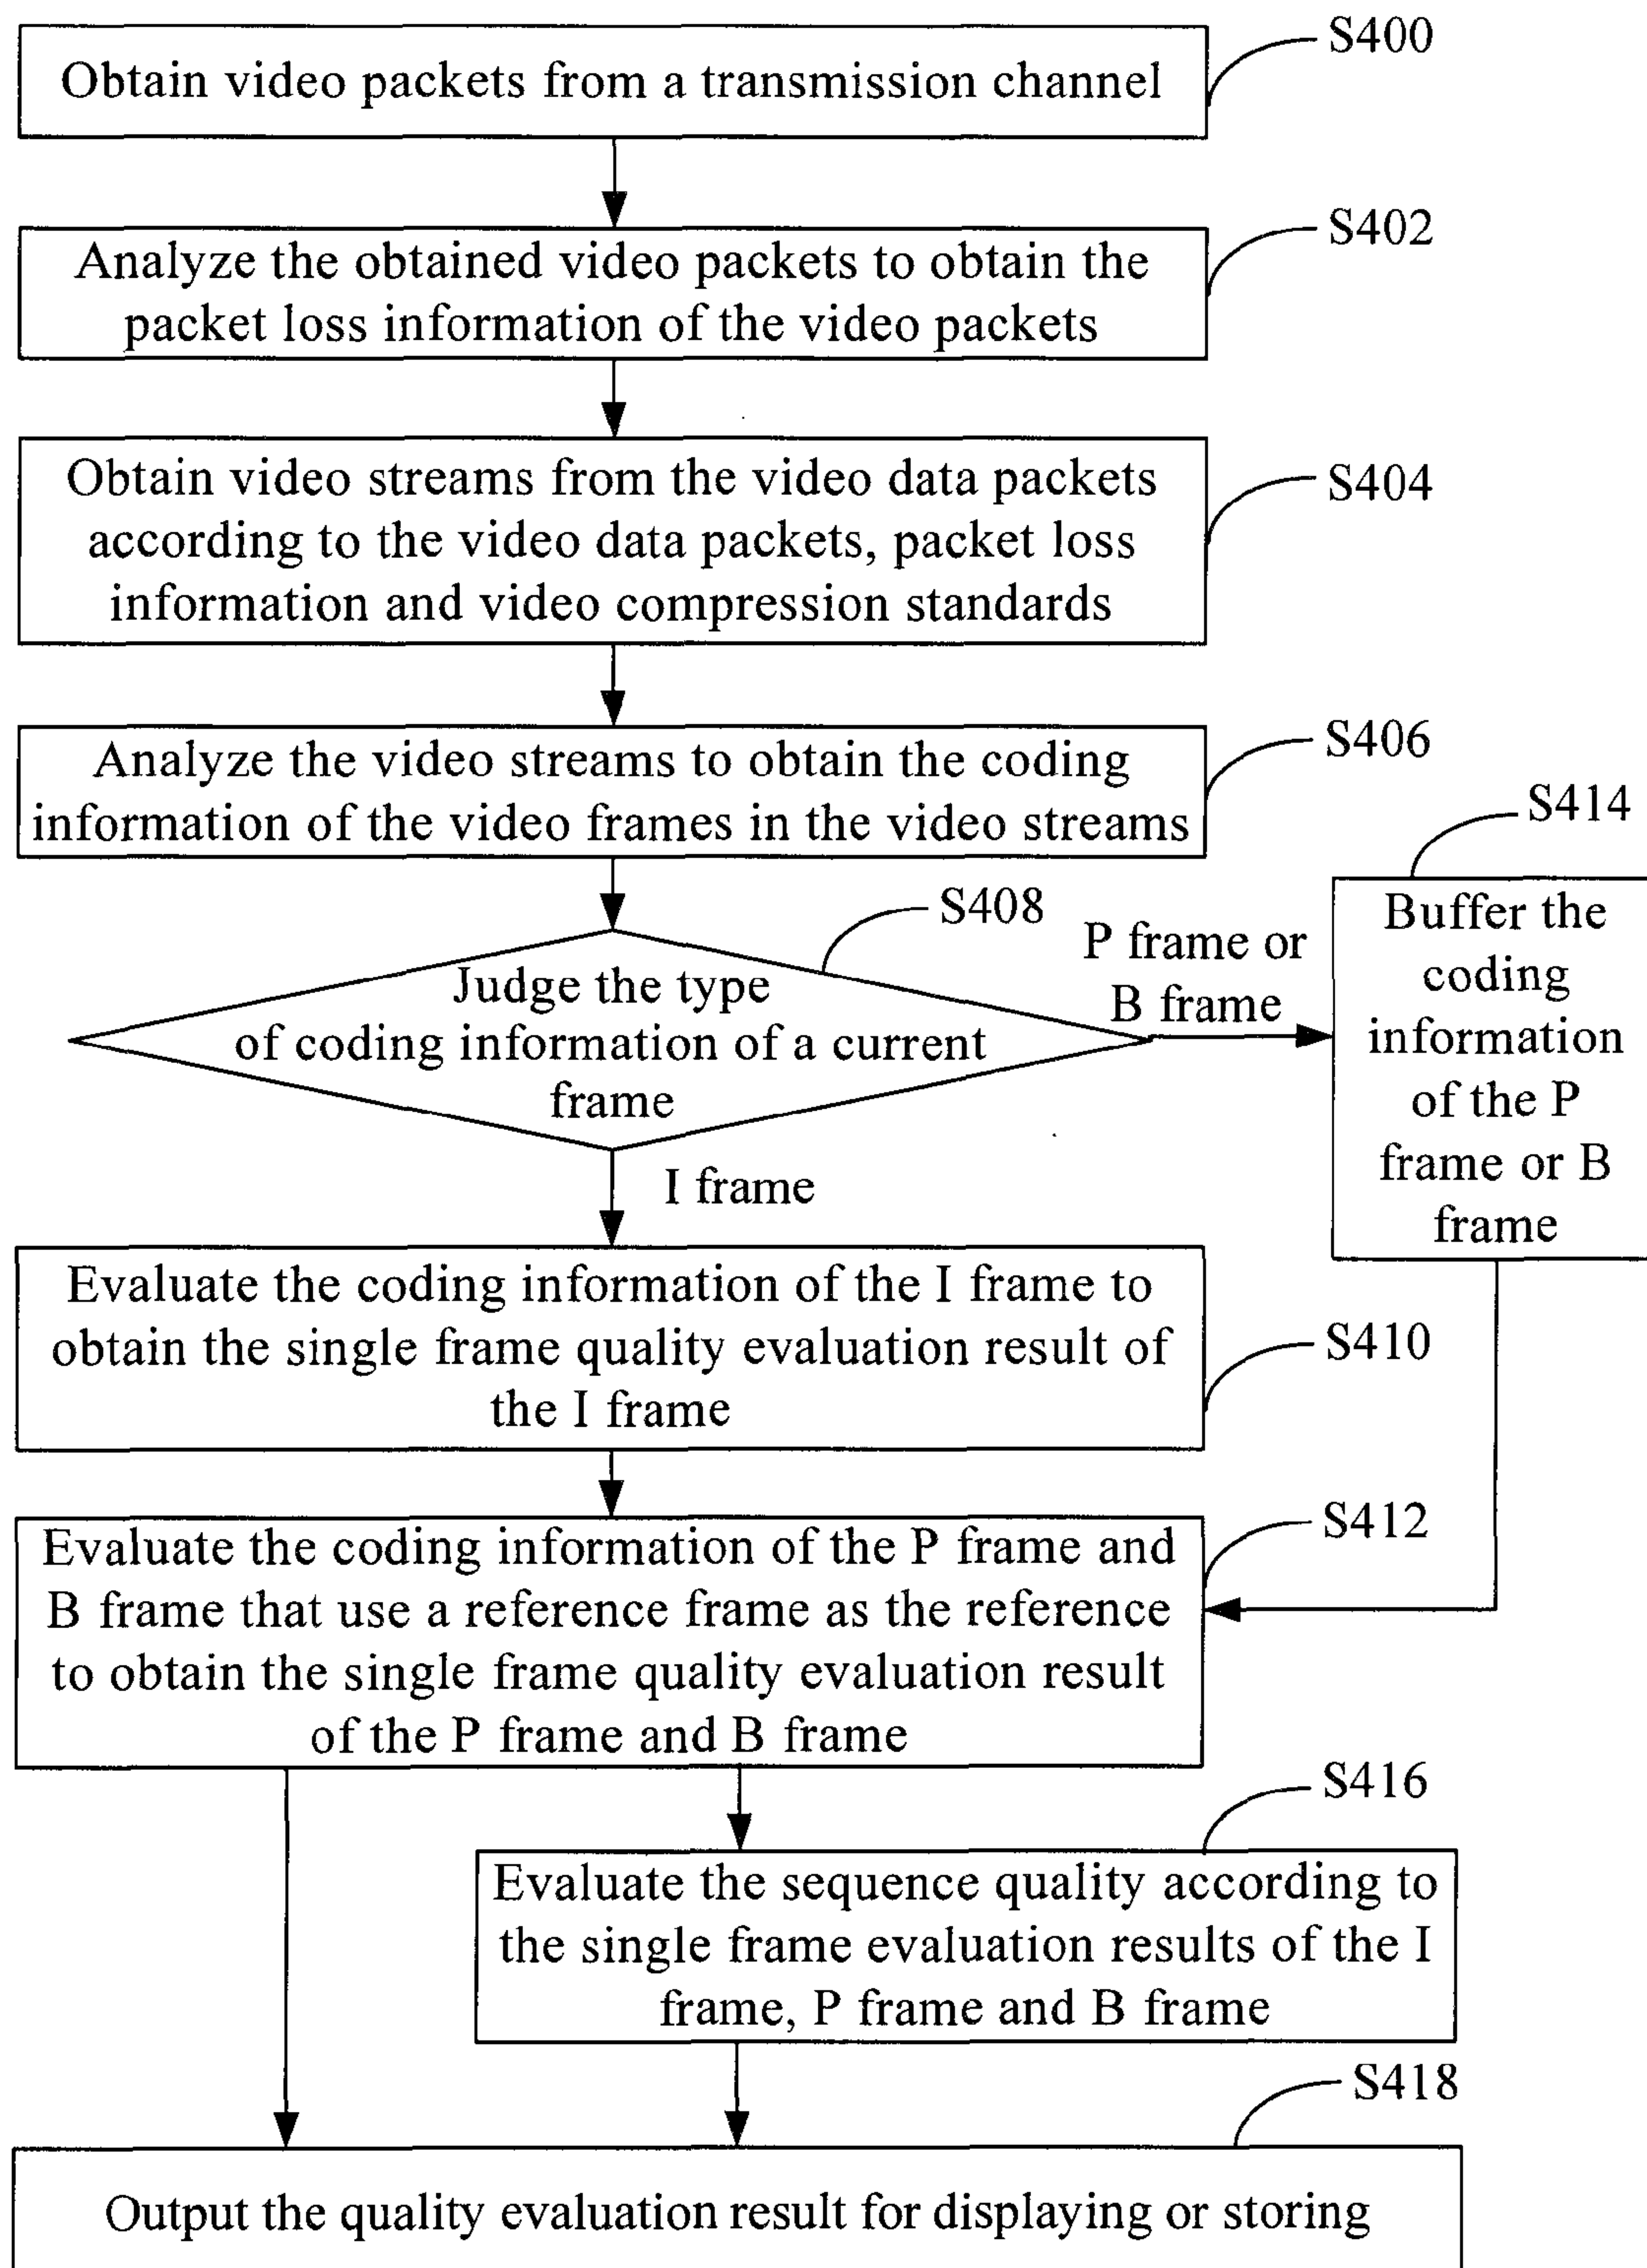 S400
Obtain video packets from a transmission channel
S402
Analyze the obtained video packets to obtain the
packet loss information of the video packets
S404
Obtain video streams from the video data packets
according to the video data packets, packet loss
information and video compression standards
S406
Analyze the video streams to obtain the coding
information of the video frames in the video streams
S408
Judge the type
of coding information of a current
frame
P frame or
B frame
S414
Buffer the
coding
information
of the P
frame or B
frame
I frame
Evaluate the coding information of the I frame to
obtain the single frame quality evaluation result of
the I frame
S410
S412
Evaluate the coding information of the P frame and
B frame that use a reference frame as the reference
to obtain the single frame quality evaluation result
of the P frame and B frame
S416
Evaluate the sequence quality according to
the single frame evaluation results of the I
frame, P frame and B frame
S418
Output the quality evaluation result for displaying or storing